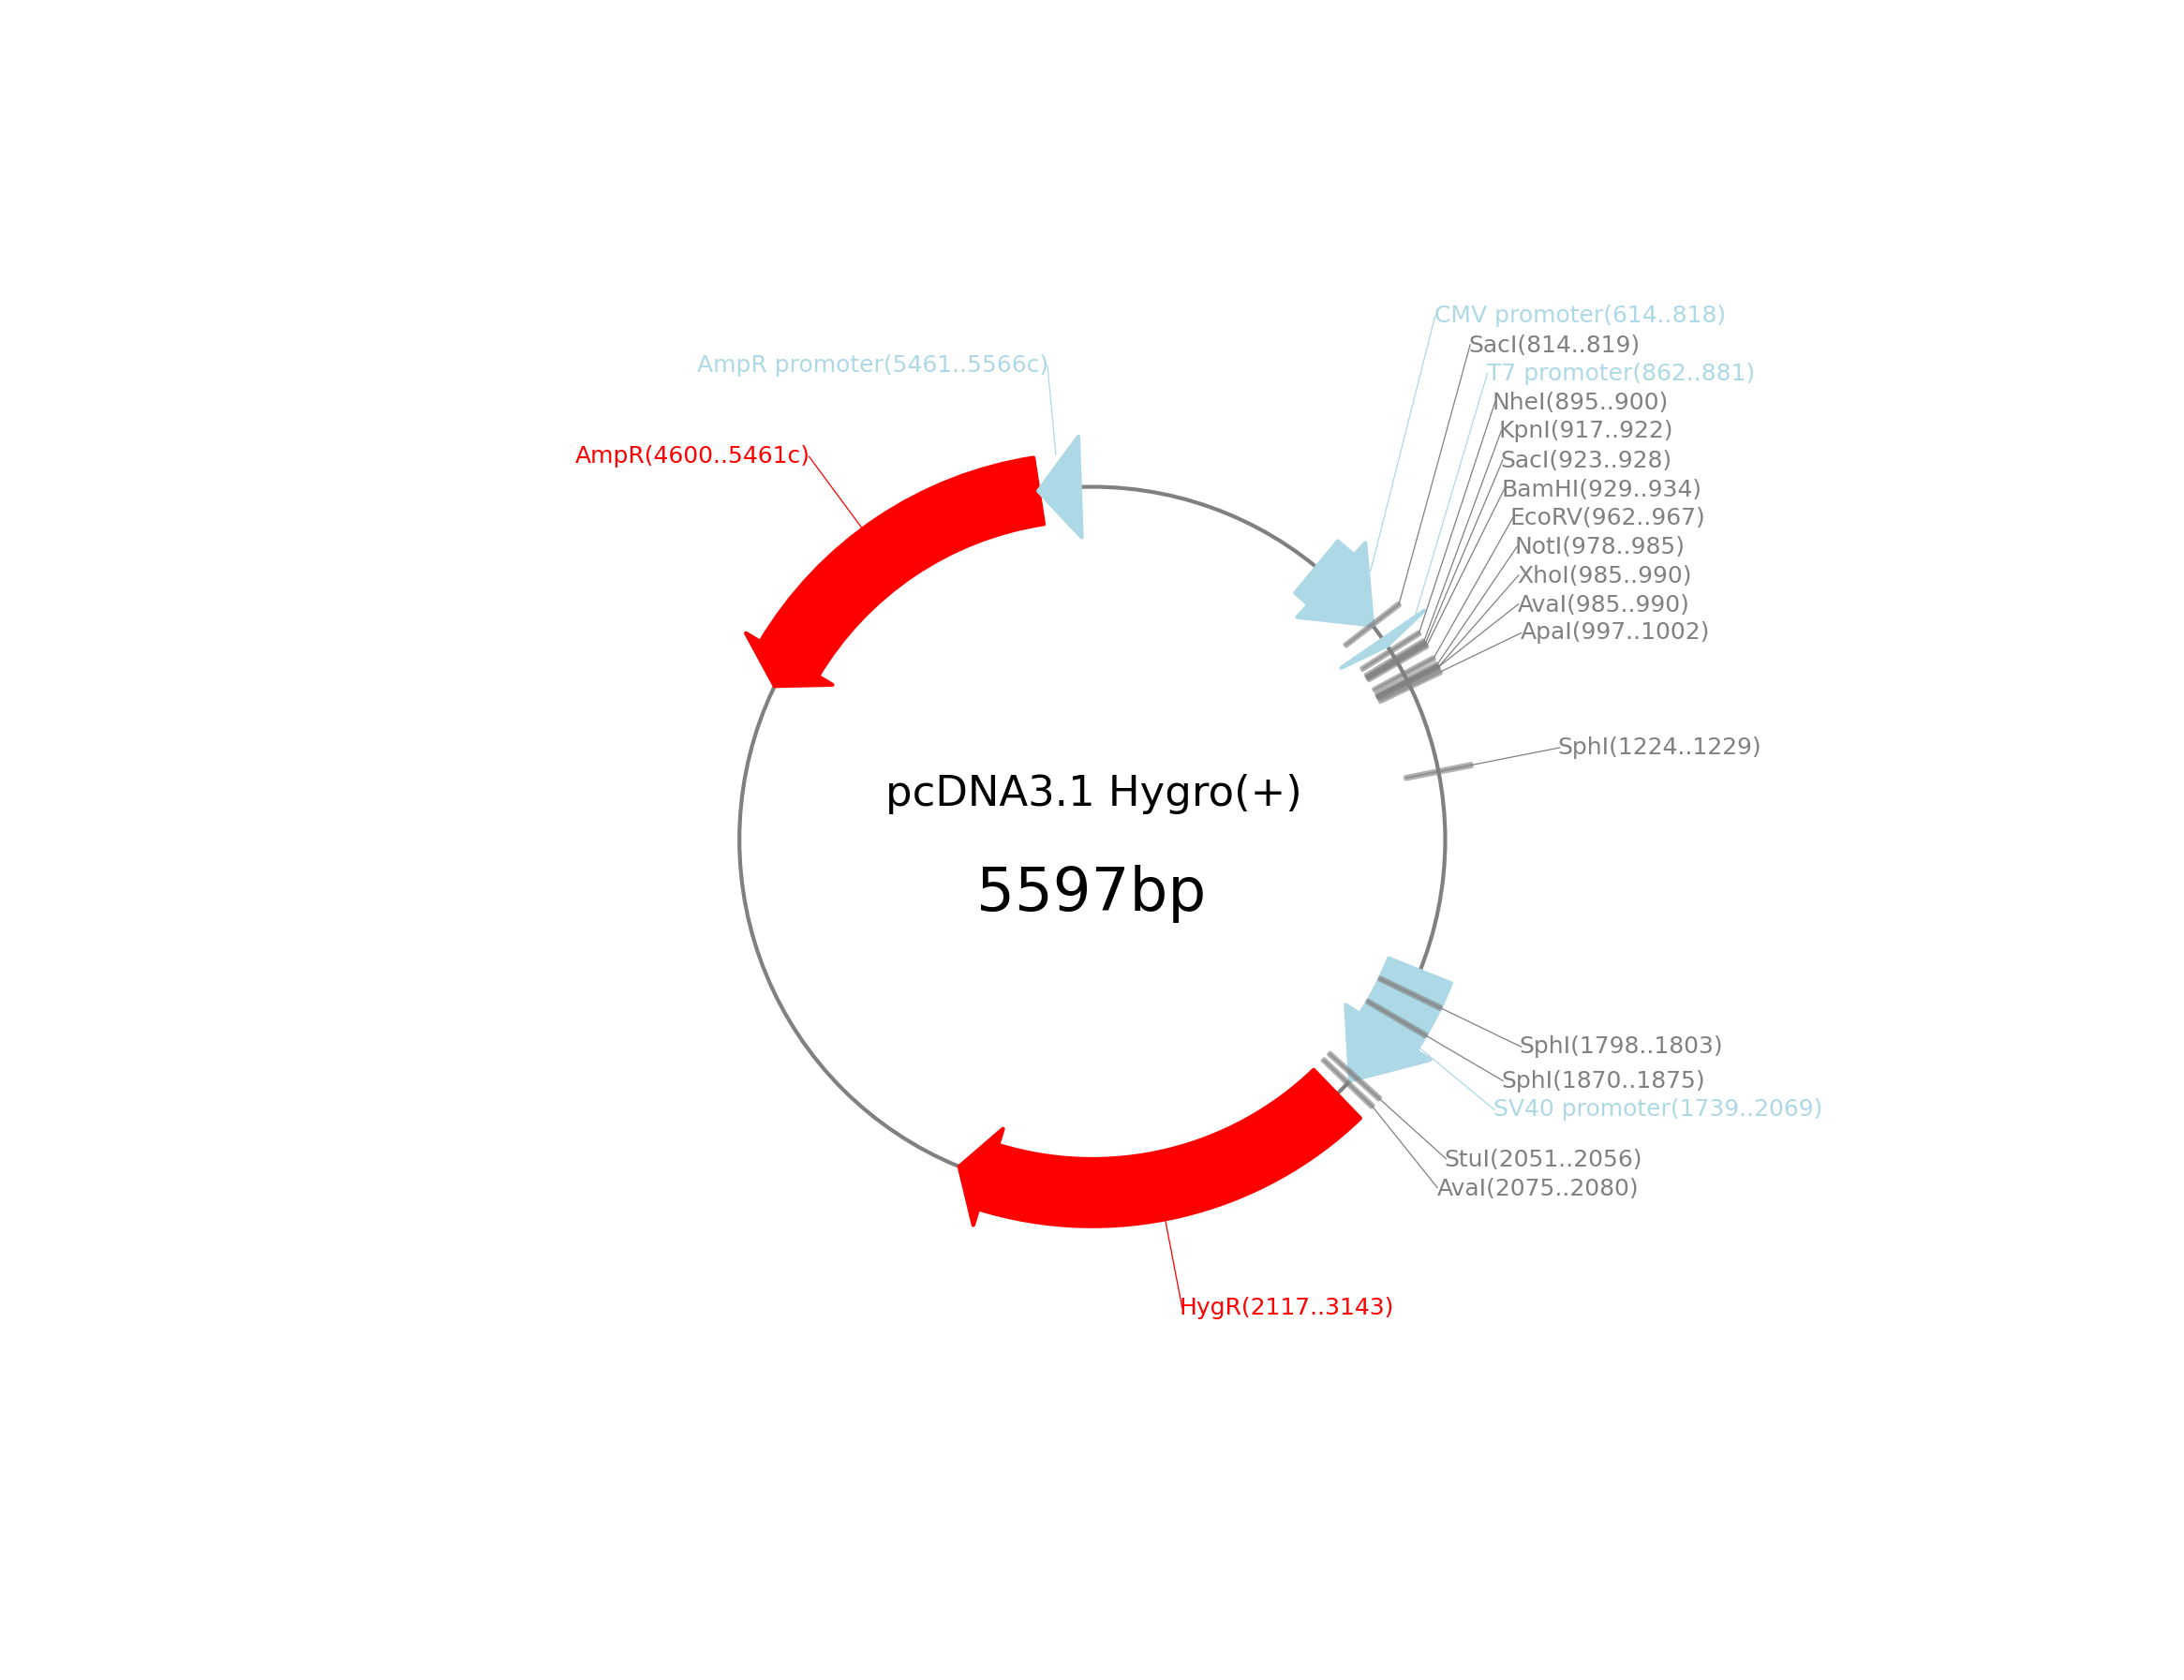 CMV promoter(614..818)
SacI(814..819)
AmpR promoter(5461..5566c)
T7 promoter(862..881)
NheI(895..900)
KpnI(917..922)
AmpR(4600..5461c)
SacI(923..928)
BamHI(929..934)
EcoRV(962..967)
NotI(978..985)
XhoI(985..990)
AvaI(985..990)
ApaI(997..1002)
SphI(1224..1229)
pcDNA3.1 Hygro(+)
5597bp
SphI(1798..1803)
SphI(1870..1875)
SV40 promoter(1739..2069)
StuI(2051..2056)
AvaI(2075..2080)
HygR(2117..3143)